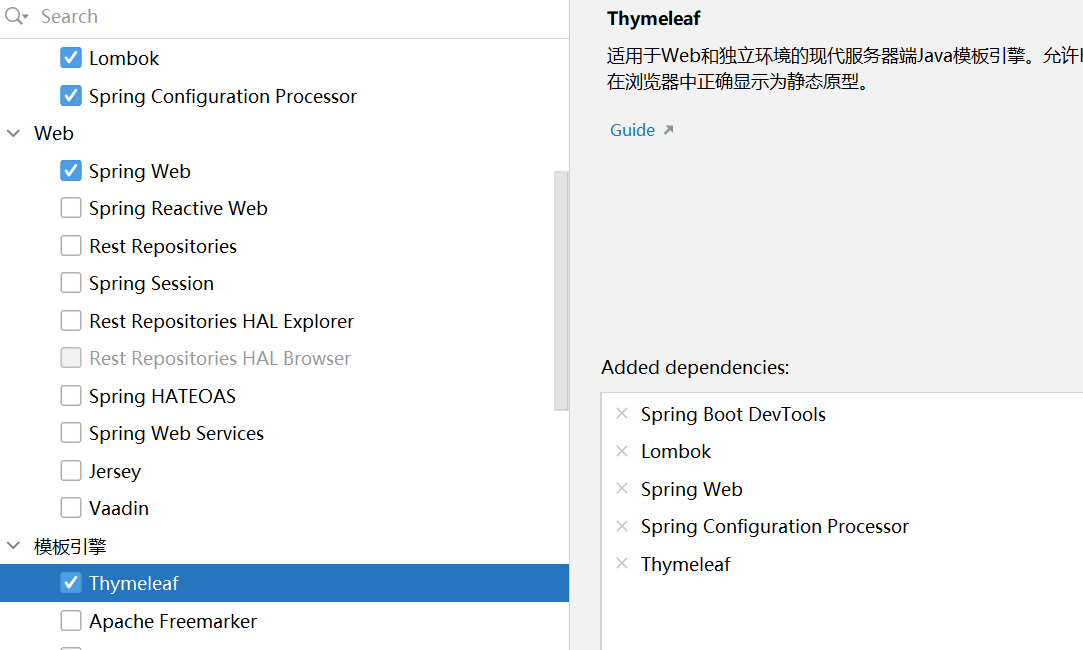 Search
Lombok
Spring Configuration Processor
Web
Spring Web
Spring Reactive Web
Rest Repositories
Spring Session
Rest Repositories HAL Explorer
Rest Repositories HAL Browser
Spring HATEOAS
Spring Web Services
Jersey
Vaadin
模板引擎
Thymeleaf
Apache Freemarker
Thymeleaf
适用于Web和独立环境的现代服务器端Java模板引擎。允许
在浏览器中正确显示为静态原型。
Guide
Added dependencies:
Spring Boot DevTools
Lombok
Spring Web
Spring Configuration Processor
Thymeleaf